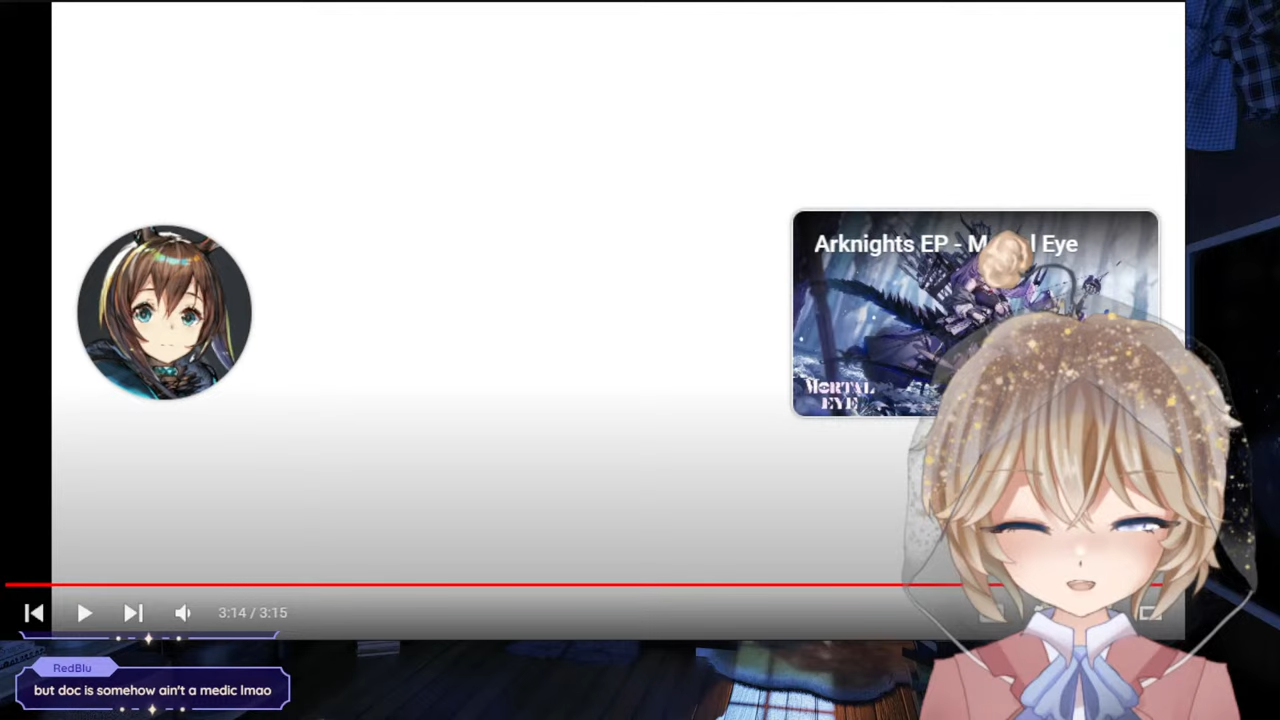 Arknights EP - M l Eye
MORTAL
EYE
3:14 / 3:15
RedBlu
but doc is somehow ain't a medic lmao